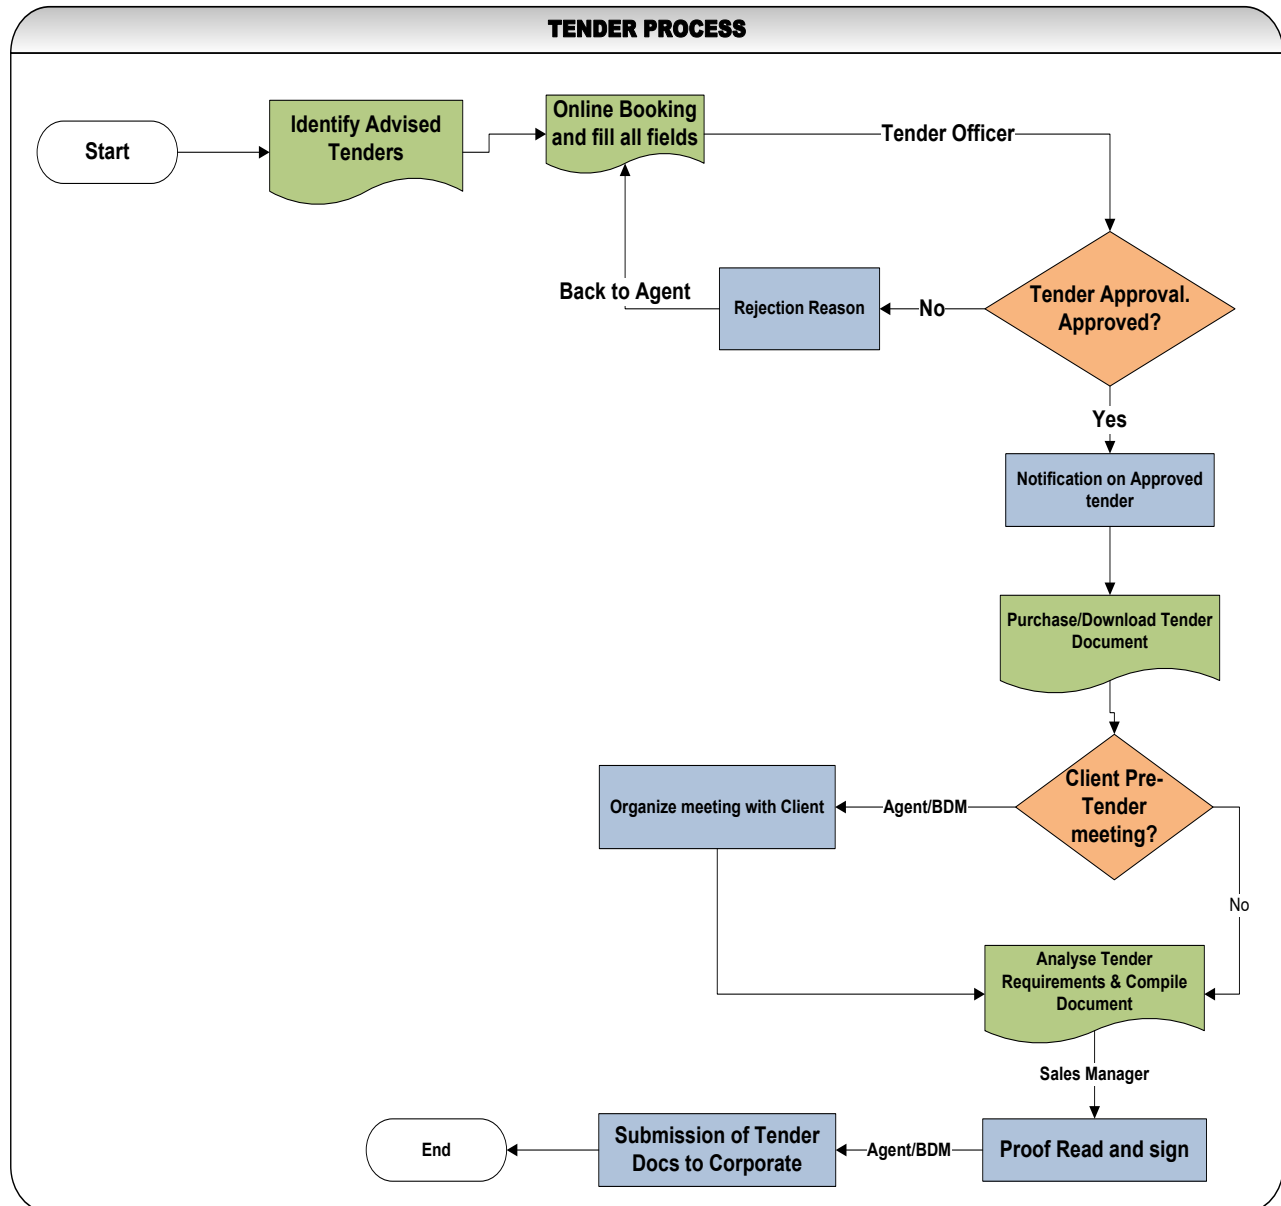 TENDER PROCESS
Start
Identify Advised
Tenders
Online Booking
and fill all fields
Tender Officer
Tender Approval.
Approved?
No
Rejection Reason
Back to Agent
Yes
Notification on Approved
tender
Purchase/Download Tender
Document
Client Pre-
Tender
meeting?
Agent/BDM
Organize meeting with Client
No
Analyse Tender
Requirements & Compile
Document
Sales Manager
Proof Read and sign
Agent/BDM
Submission of Tender
Docs to Corporate
End